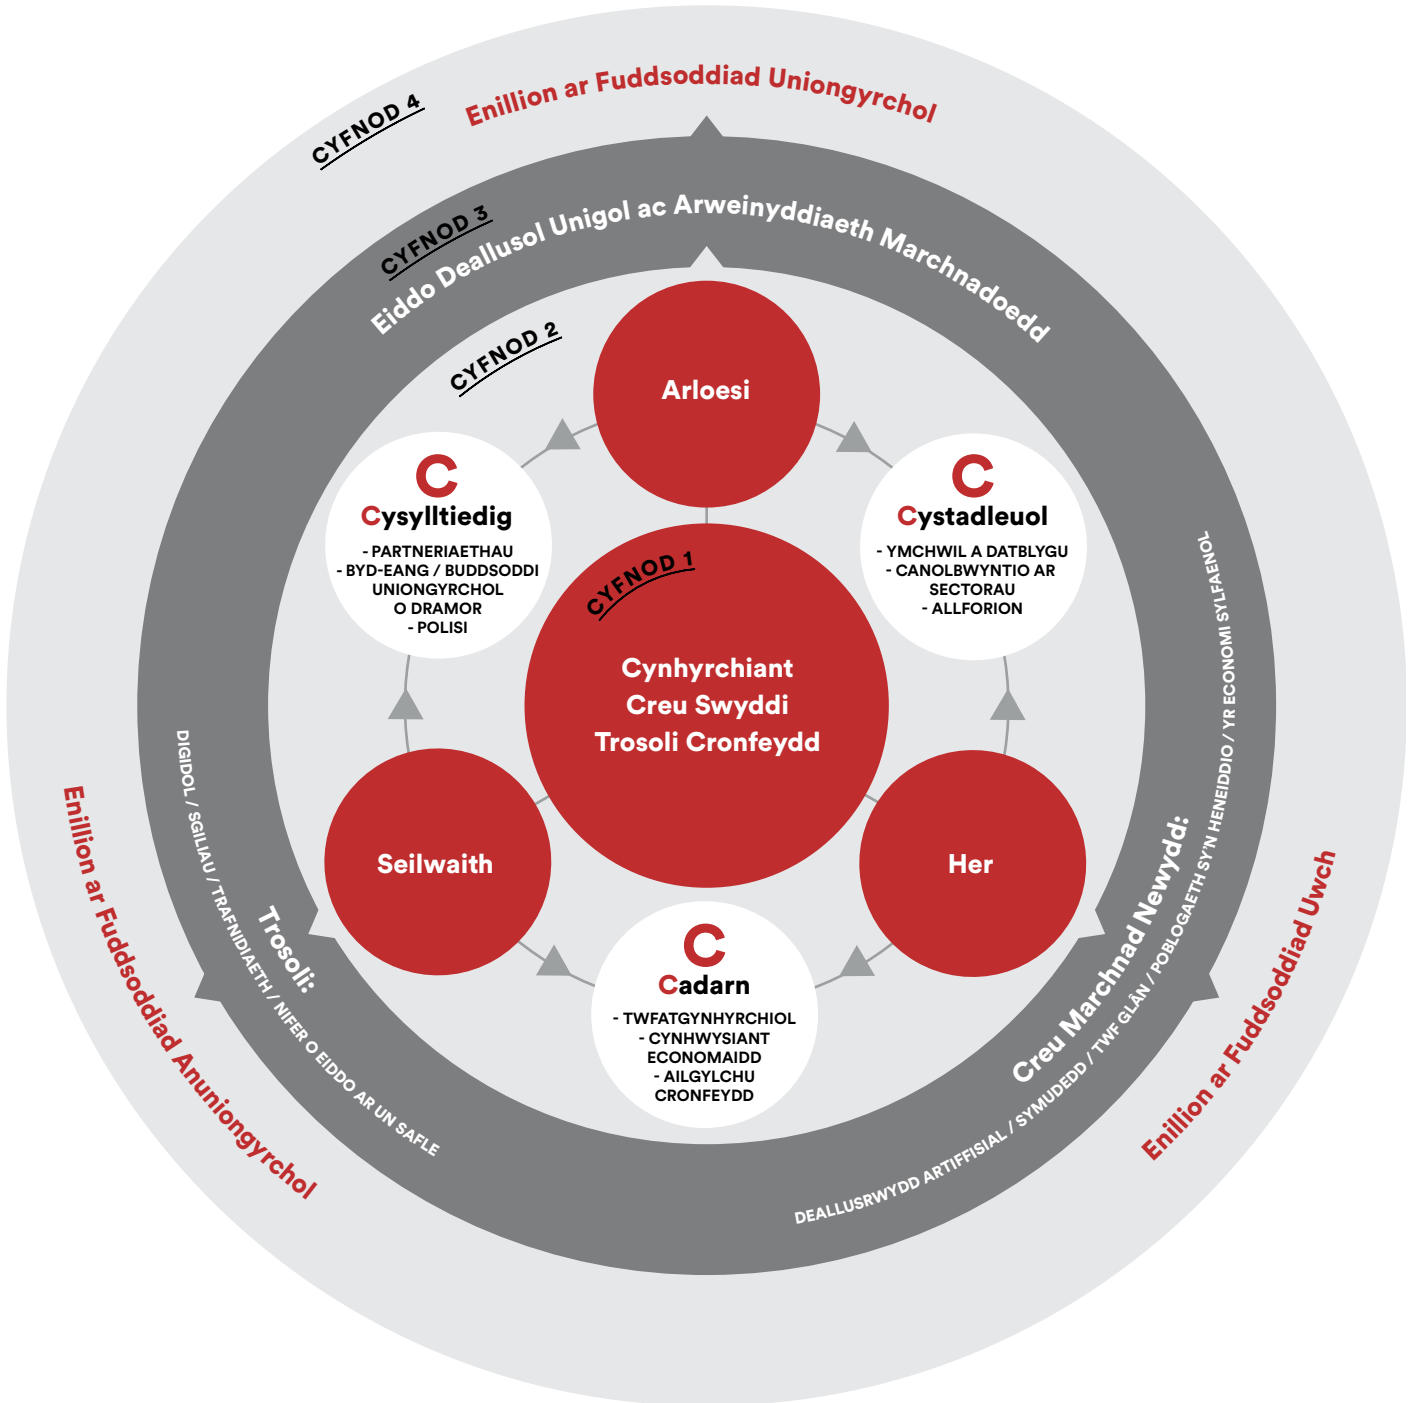 CYFNOD 4
Enillion ar Fuddsoddiad Uniongyrchol
CYFNOD 3
Eiddo Deallusol Unigol ac Arweinyddiaeth Marchnadoedd
CYFNOD 2
Arloesi
C
Cysylltiedig
- PARTNERIAETHAU
- BYD-EANG / BUDDSODDI
UNIONGYRCHOL
O DRAMOR
- POLISI
C
Cystadleuol
- YMCHWIL A DATBLYGU
- CANOLBWYNTIO AR
SECTORAU
- ALLFORION
CYFNOD 1
Cynhyrchiant
Creu Swyddi
Trosoli Cronfeydd
Seilwaith
Her
C
Cadarn
- TWFATGYNHYRCHIOL
- CYNHWYSIANT
ECONOMAIDD
- AILGYLCHU
CRONFEYDD
Trosoli:
DIGIDOL / SGILIAU / TRAFNIDIAETH / NIFER O EIDDO AR UN SAFLE
Creu Marchnad Newydd:
DEALLUSRWYDD ARTIFFISIAL / SYMUDEDD / TWF GLÂN / POBLOGAETH SY'N HENEIDDIO / YR ECONOMI SYLFAENOL
Enillion ar Fuddsoddiad Anuniongyrchol
Enillion ar Fuddsoddiad Uwch